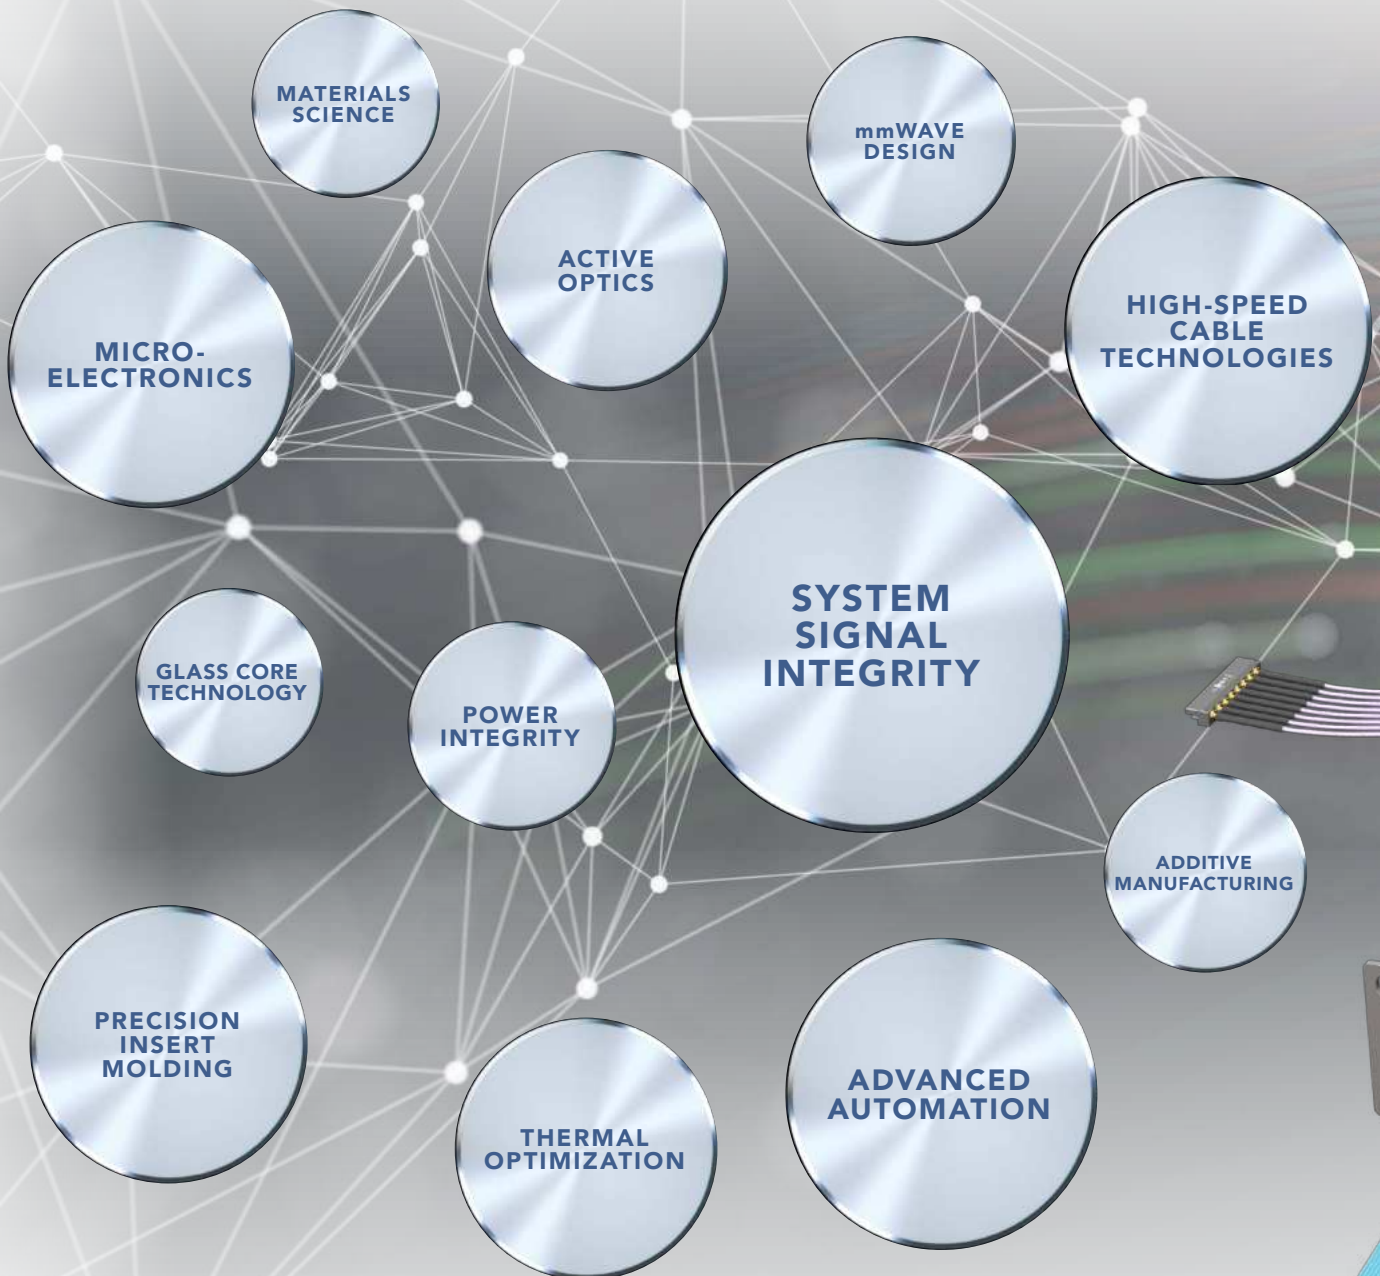 MATERIALS
SCIENCE
mmWAVE
DESIGN
ACTIVE
OPTICS
HIGH-SPEED
CABLE
TECHNOLOGIES
MICRO-
ELECTRONICS
SYSTEM
SIGNAL
INTEGRITY
GLASS CORE
TECHNOLOGY
POWER
INTEGRITY
ADDITIVE
MANUFACTURING
PRECISION
INSERT
MOLDING
ADVANCED
AUTOMATION
THERMAL
OPTIMIZATION